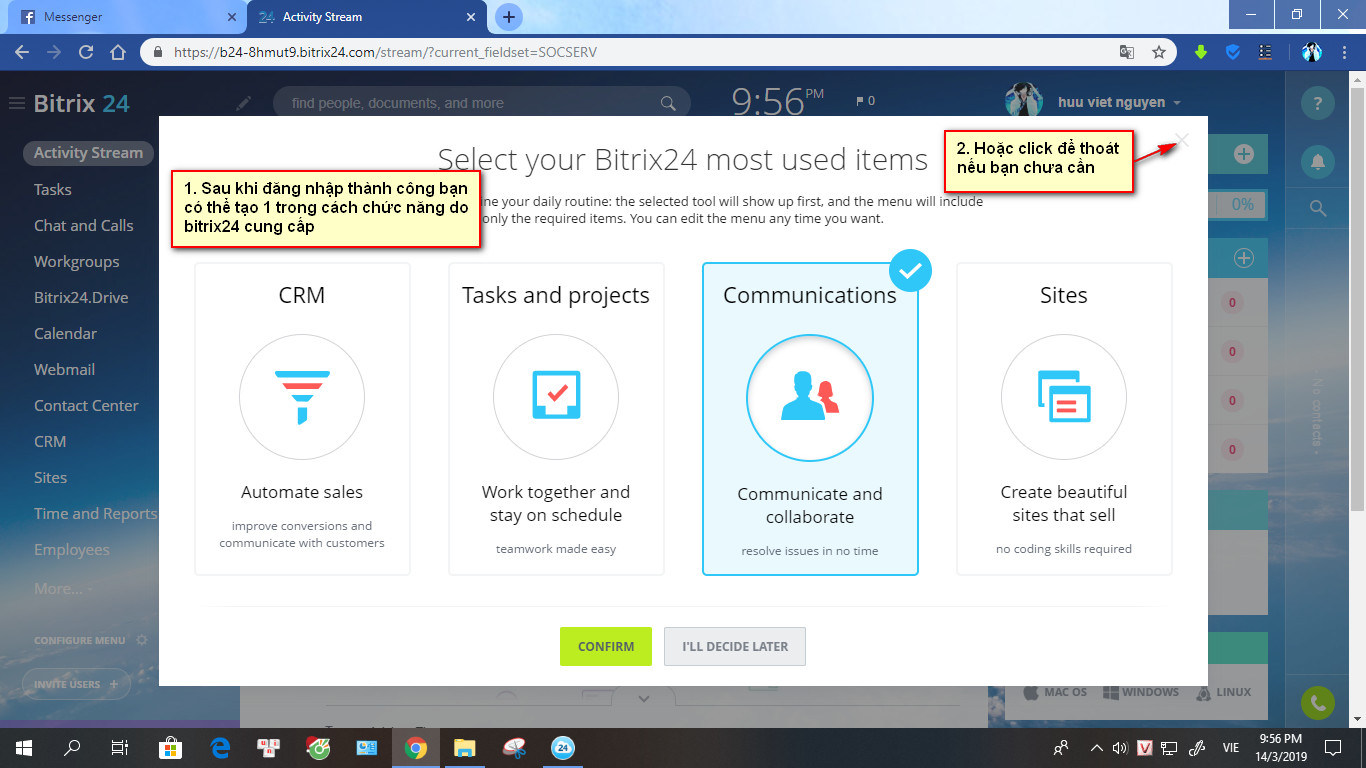 Messenger
24 Activity Stream
https://b24-8hmut9.bitrix24.com/stream/?current_fieldset=SOCSERV
Bitrix 24
find people, documents, and more
9:56 PM
0
huu viet nguyen
?
Activity Stream
Tasks
Chat and Calls
Workgroups
Bitrix24.Drive
Calendar
Webmail
Contact Center
CRM
Sites
Time and Reports
Employees
More...
CONFIGURE MENU
INVITE USERS +
Select your Bitrix24 most used items
1. Sau khi đăng nhập thành công bạn
có thể tạo 1 trong cách chức năng do
bitrix24 cung cấp
2. Hoặc click để thoát
nếu bạn chưa cần
ine your daily routine: the selected tool will show up first, and the menu will include
only the required items. You can edit the menu any time you want.
CRM
Automate sales
improve conversions and
communicate with customers
Tasks and projects
Work together and
stay on schedule
teamwork made easy
Communications
Communicate and
collaborate
resolve issues in no time
Sites
Create beautiful
sites that sell
no coding skills required
CONFIRM
I'LL DECIDE LATER
0%
0
0
0
0
No contacts
MAC OS
WINDOWS
LINUX
24
V
VIE
9:56 PM
14/3/2019